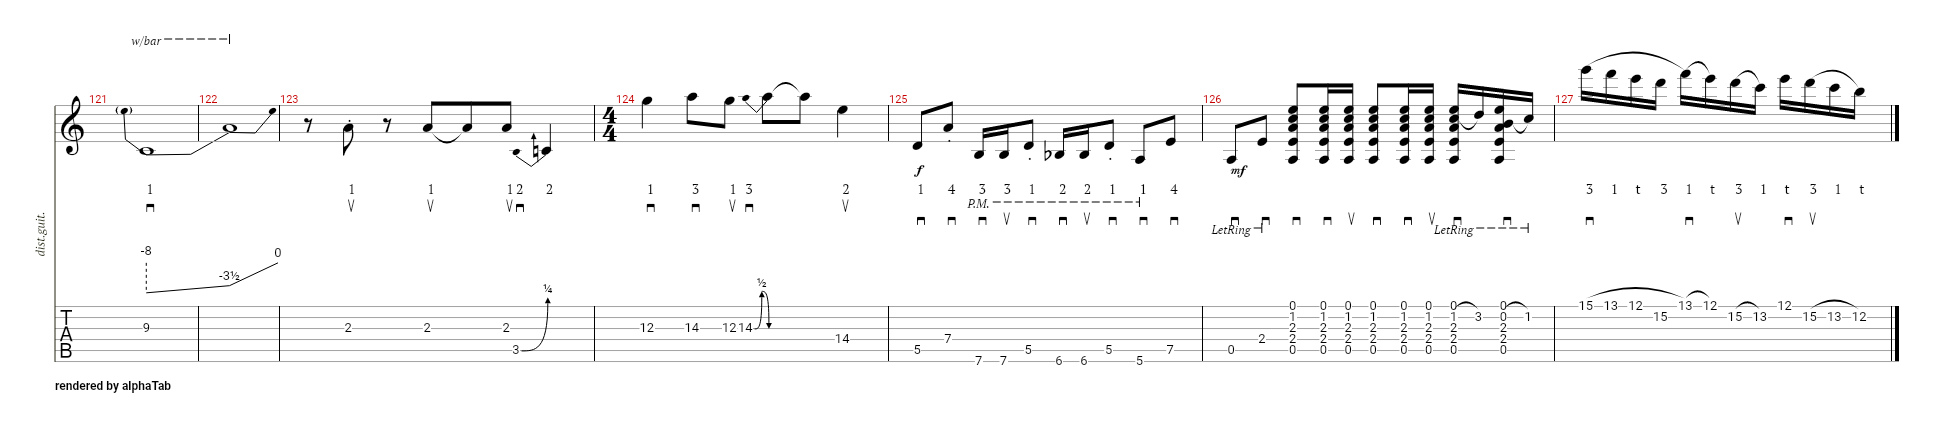 w/bar
121 122 123 124 125 126 127
4 4
4 4
f mf
1 1 1 1 2 2 1 3 1 3 2 1 4 3 3 1 2 2 1 1 4 3 1 t 3 1 t 3 1 t 3 1 t
P.M.
LetRing LetRing
dist.guit.
-8 -3½ 0
¼ ½
T
A
B
9 2 2 2 3
12 14 12 14 14
5 7 7 7 5 6 6 5 5 7
0 2
0 0 0 0 0 0 0 0
1 1 1 1 1 1 1 3 0 1
2 2 2 2 2 2 2 2
2 2 2 2 2 2 2 2
0 0 0 0 0 0 0 0
15 13 12 15 13 12 15 13 12 15 13 12
rendered by alphaTab